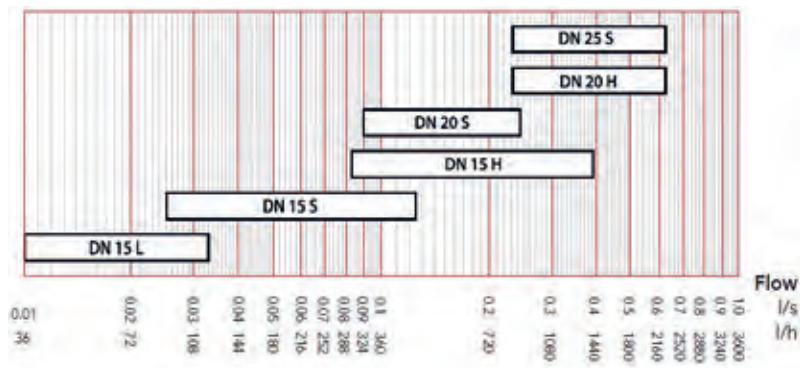 DN 25 S
DN 20 H
DN 20 S
DN 15 H
DN 15 S
DN 15 L
Flow
0.01 0.02 0.03 0.04 0.05 0.06 0.07 0.08 0.09 0.1 0.2 0.3 0.4 0.5 0.6 0.7 0.8 0.9 1.0 l/s
36 72 108 144 180 216 252 288 324 360 720 1080 1440 1800 2160 2520 2880 3240 3600 l/h